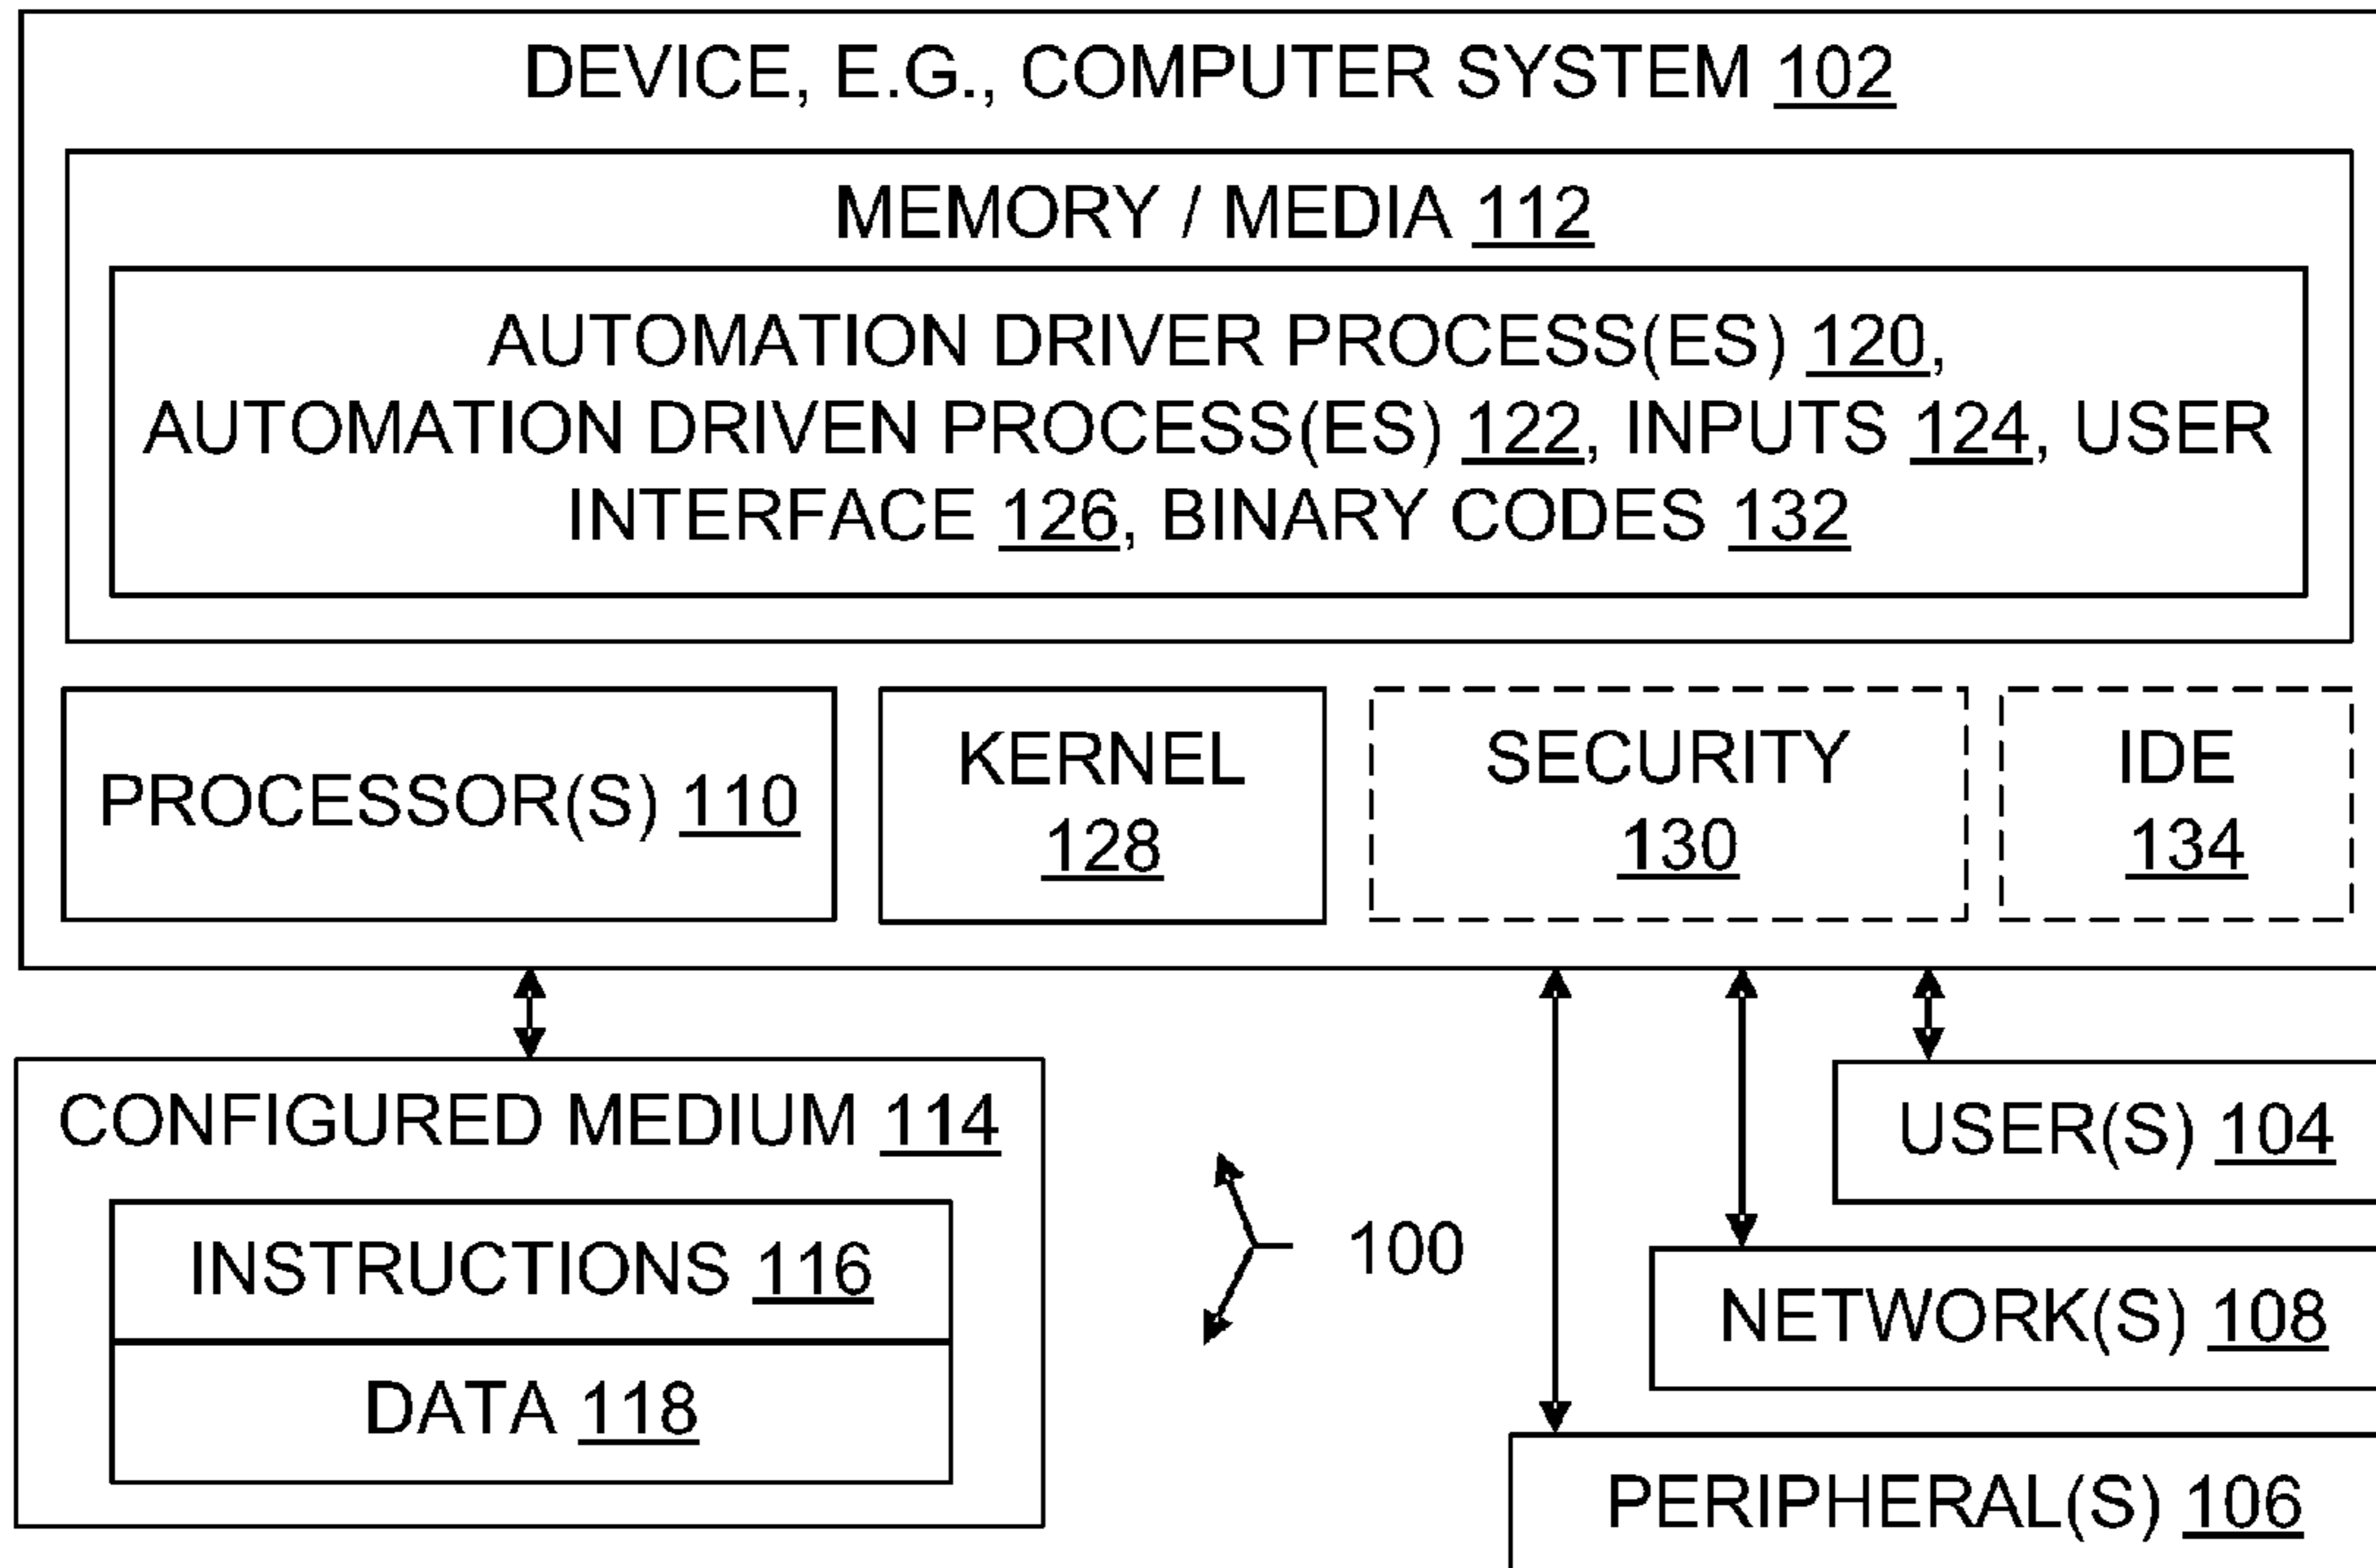 DEVICE, E.G., COMPUTER SYSTEM 102
MEMORY / MEDIA 112
AUTOMATION DRIVER PROCESS(ES) 120,
AUTOMATION DRIVEN PROCESS(ES) 122, INPUTS 124, USER
INTERFACE 126, BINARY CODES 132
PROCESSOR(S) 110
KERNEL
128
SECURITY
130
IDE
134
CONFIGURED MEDIUM 114
INSTRUCTIONS 116
DATA 118
100
USER(S) 104
NETWORK(S) 108
PERIPHERAL(S) 106